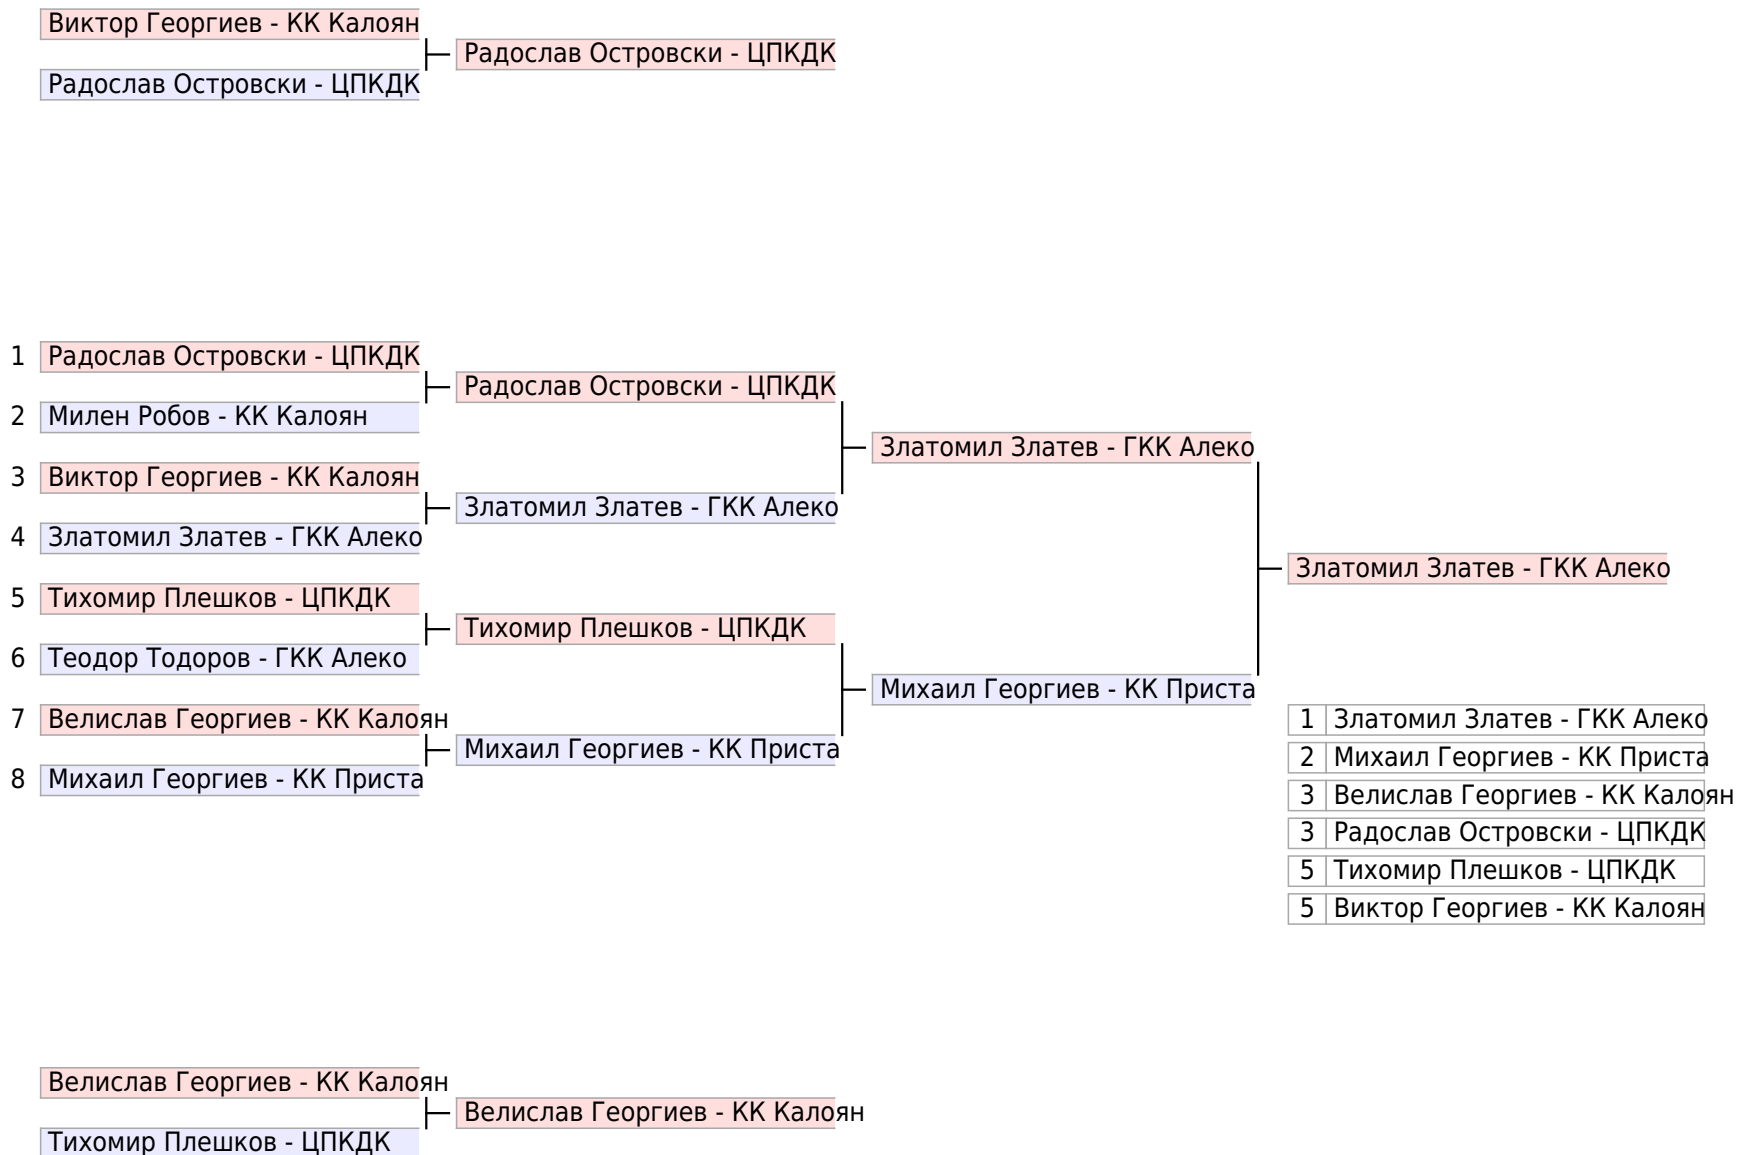 Виктор Георгиев - КК Калоян
Радослав Островски - ЦПКДК
Радослав Островски - ЦПКДК
1 Радослав Островски - ЦПКДК
Радослав Островски - ЦПКДК
2 Милен Робов - КК Калоян
Златомил Златев - ГКК Алеко
3 Виктор Георгиев - КК Калоян
Златомил Златев - ГКК Алеко
4 Златомил Златев - ГКК Алеко
Златомил Златев - ГКК Алеко
5 Тихомир Плешков - ЦПКДК
Тихомир Плешков - ЦПКДК
6 Теодор Тодоров - ГКК Алеко
Михаил Георгиев - КК Приста
7 Велислав Георгиев - КК Калоян
Михаил Георгиев - КК Приста
8 Михаил Георгиев - КК Приста
1 Златомил Златев - ГКК Алеко
2 Михаил Георгиев - КК Приста
3 Велислав Георгиев - КК Калоян
3 Радослав Островски - ЦПКДК
5 Тихомир Плешков - ЦПКДК
5 Виктор Георгиев - КК Калоян
Велислав Георгиев - КК Калоян
Велислав Георгиев - КК Калоян
Тихомир Плешков - ЦПКДК